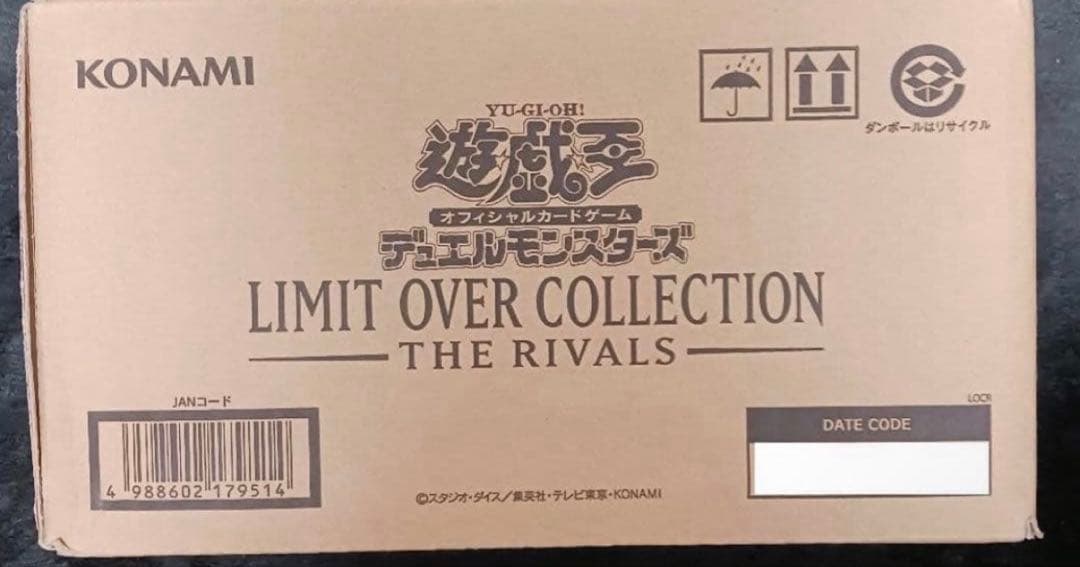 KONAMI
ダンボールはリサイクル
YU-GI-OH!
遊戯王
オフィシャルカードゲーム
デュエルモンスターズ
LIMIT OVER COLLECTION
THE RIVALS
JANコード
4 988602 179514
LOCR
DATE CODE
©スタジオ・ダイス/集英社・テレビ東京・KONAMI